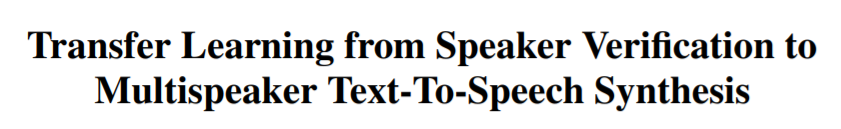 Transfer Learning from Speaker Verification to
Multispeaker Text-To-Speech Synthesis